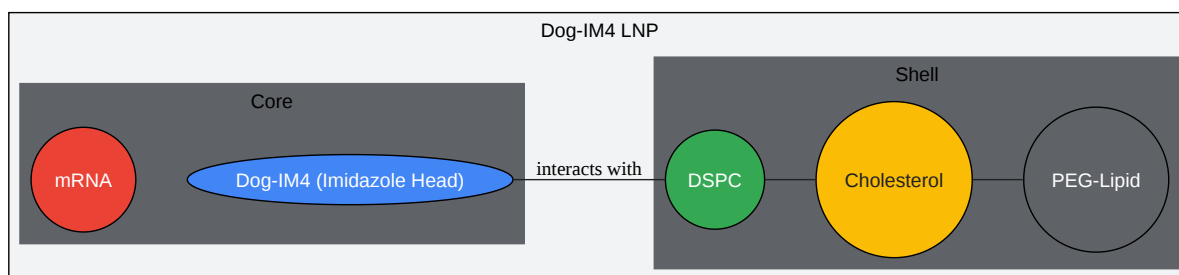 Dog-IM4 LNP
Core
Shell
mRNA
Dog-IM4 (Imidazole Head)
interacts with
DSPC
Cholesterol
PEG-Lipid